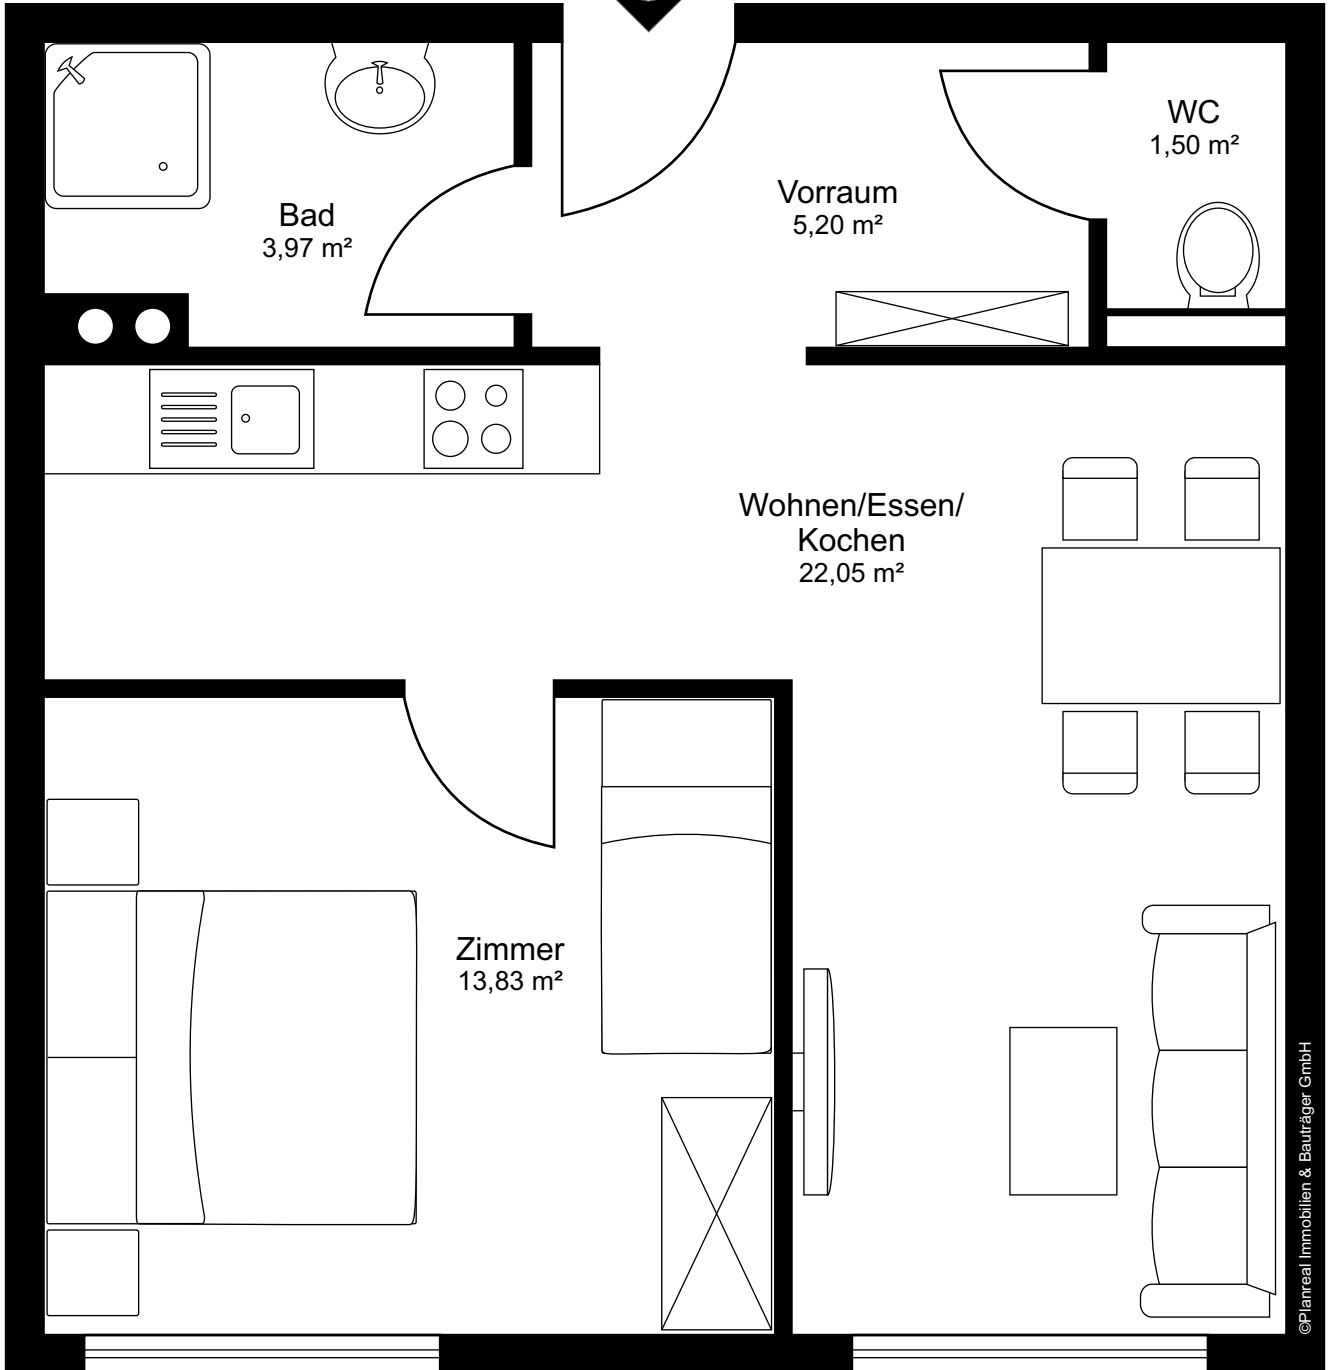 WC
1,50 m²
Vorraum
5,20 m²
Bad
3,97 m²
Wohnen/Essen/
Kochen
22,05 m²
Zimmer
13,83 m²
©Planreal Immobilien & Bauträger GmbH